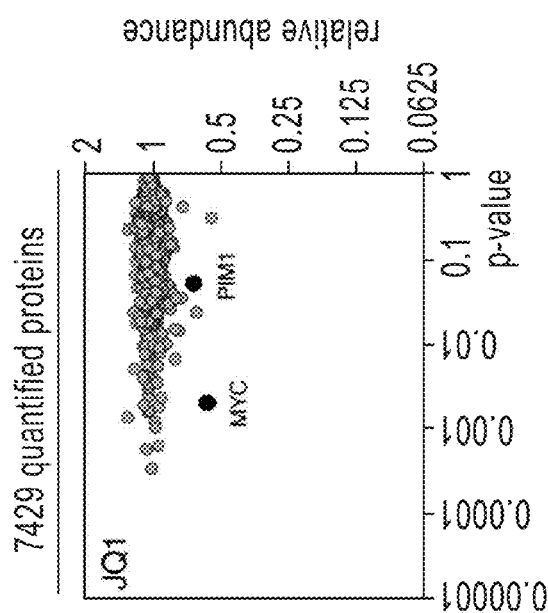 7429 quantified proteins
JQ1
MYC
PIM1
relative abundance
2
1
0.5
0.25
0.125
0.0625
p-value
1
0.1
0.01
0.001
0.0001
0.00001